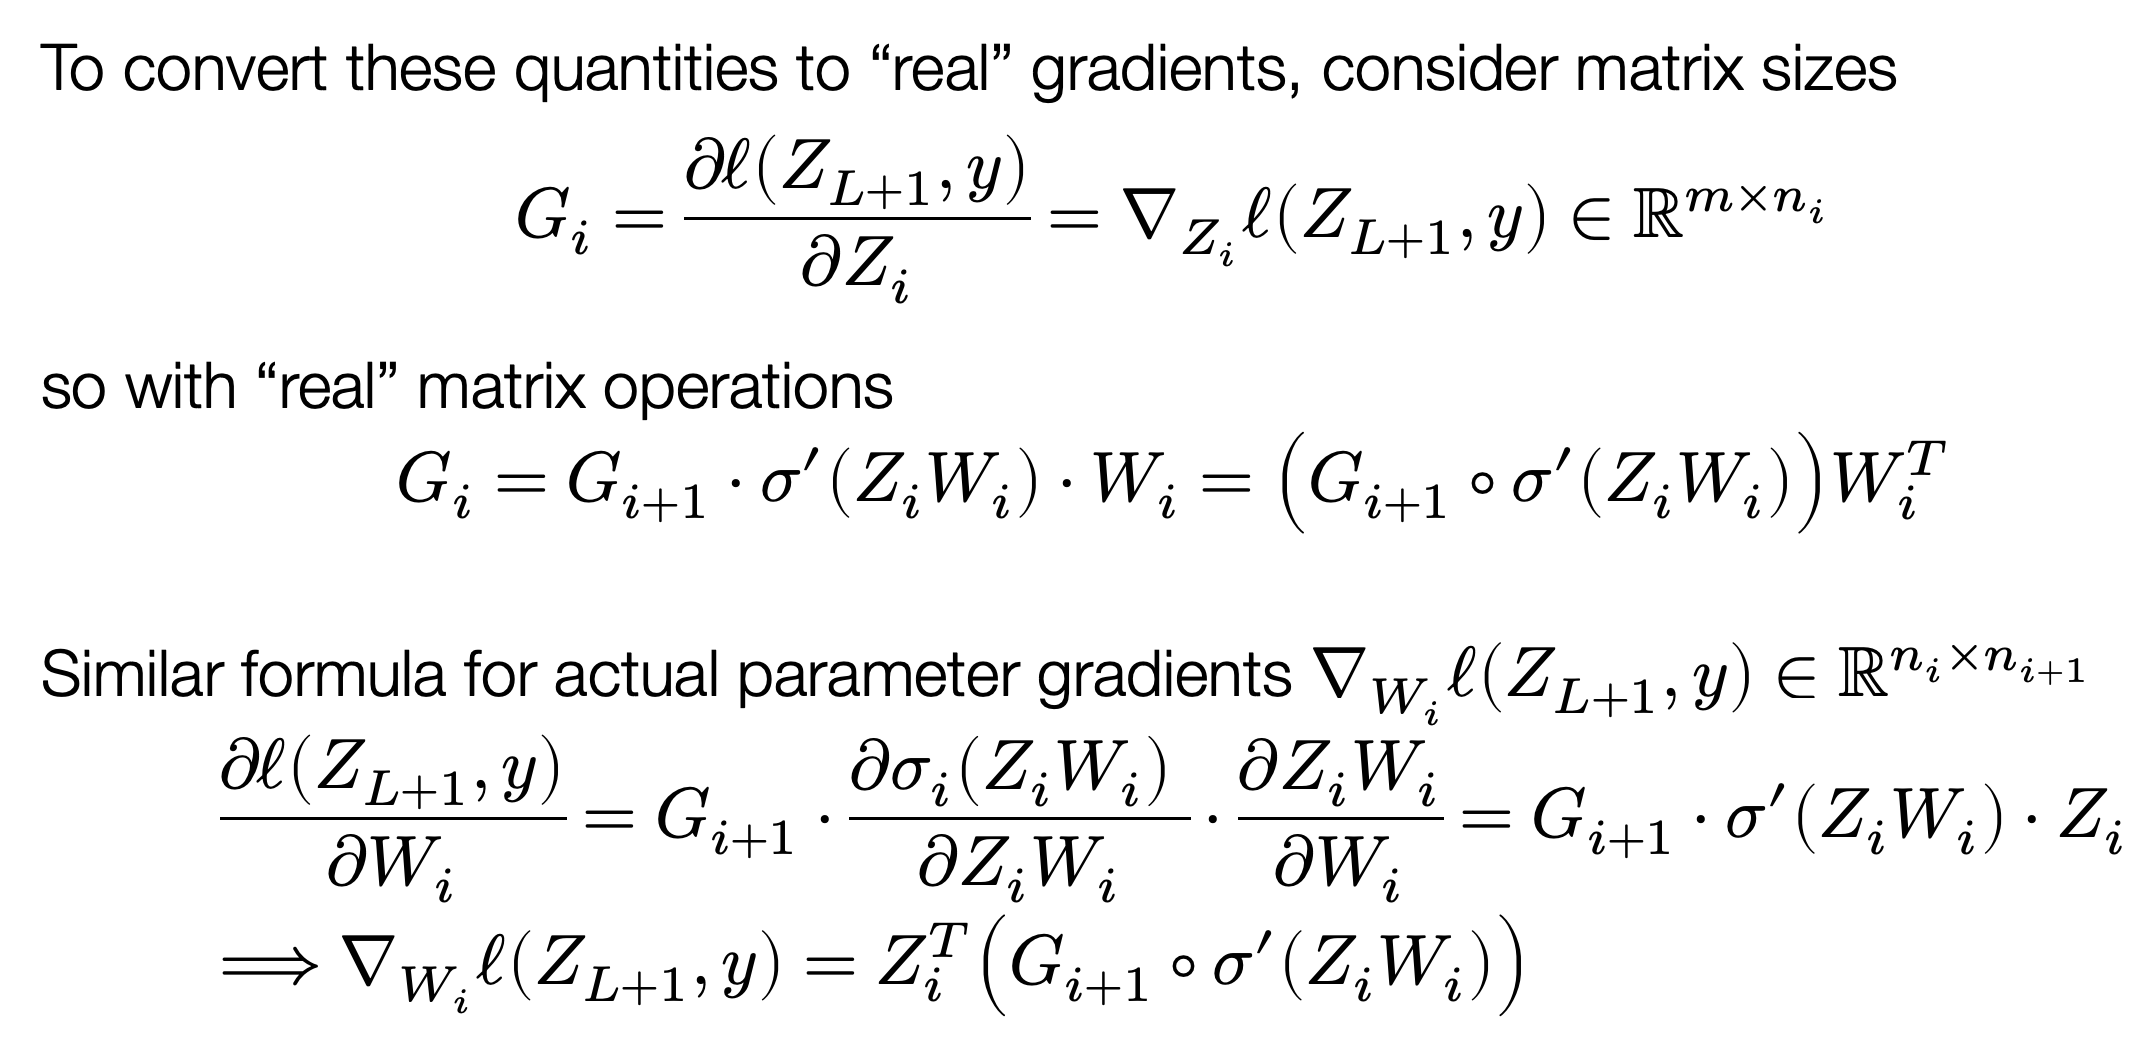 To convert these quantities to “real” gradients, consider matrix sizes
$G_i = \frac{\partial \ell(Z_{L+1}, y)}{\partial Z_i} = \nabla_{Z_i} \ell(Z_{L+1}, y) \in \mathbb{R}^{m \times n_i}$
so with “real” matrix operations
$G_i = G_{i+1} \cdot \sigma'(Z_i W_i) \cdot W_i = \left(G_{i+1} \circ \sigma'(Z_i W_i)\right) W_i^T$
Similar formula for actual parameter gradients $\nabla_{W_i} \ell(Z_{L+1}, y) \in \mathbb{R}^{n_i \times n_{i+1}}$
$\frac{\partial \ell(Z_{L+1}, y)}{\partial W_i} = G_{i+1} \cdot \frac{\partial \sigma_i(Z_i W_i)}{\partial Z_i W_i} \cdot \frac{\partial Z_i W_i}{\partial W_i} = G_{i+1} \cdot \sigma'(Z_i W_i) \cdot Z_i$
$\Longrightarrow \nabla_{W_i} \ell(Z_{L+1}, y) = Z_i^T \left(G_{i+1} \circ \sigma'(Z_i W_i)\right)$